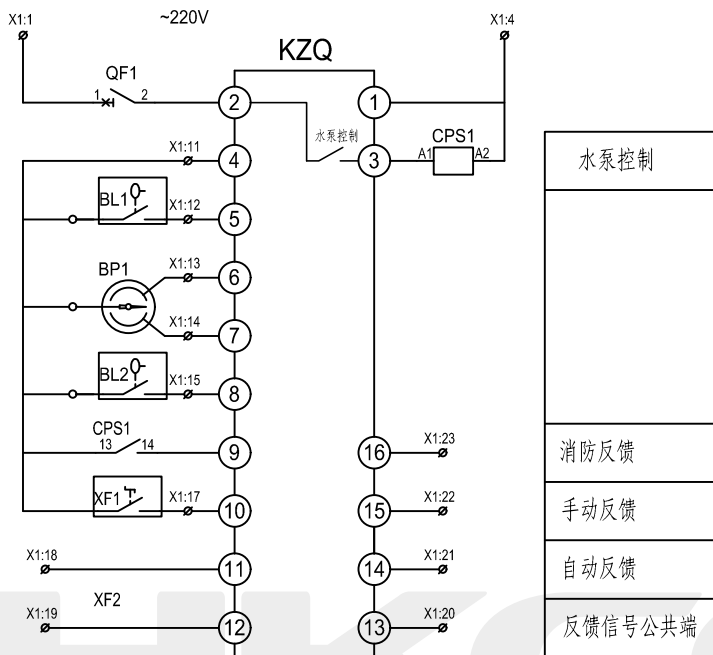 X1:1
~220V
X1:4
KZQ
QF1
1 2
2
1
水泵控制
CPS1
X1:11
4
3
A1 A2
水泵控制
BL1
X1:12
5
BP1
X1:13
6
X1:14
7
BL2
X1:15
8
CPS1
13 14
9
16
X1:23
消防反馈
XF1
X1:17
10
15
X1:22
手动反馈
X1:18
11
14
X1:21
自动反馈
XF2
X1:19
12
13
X1:20
反馈信号公共端